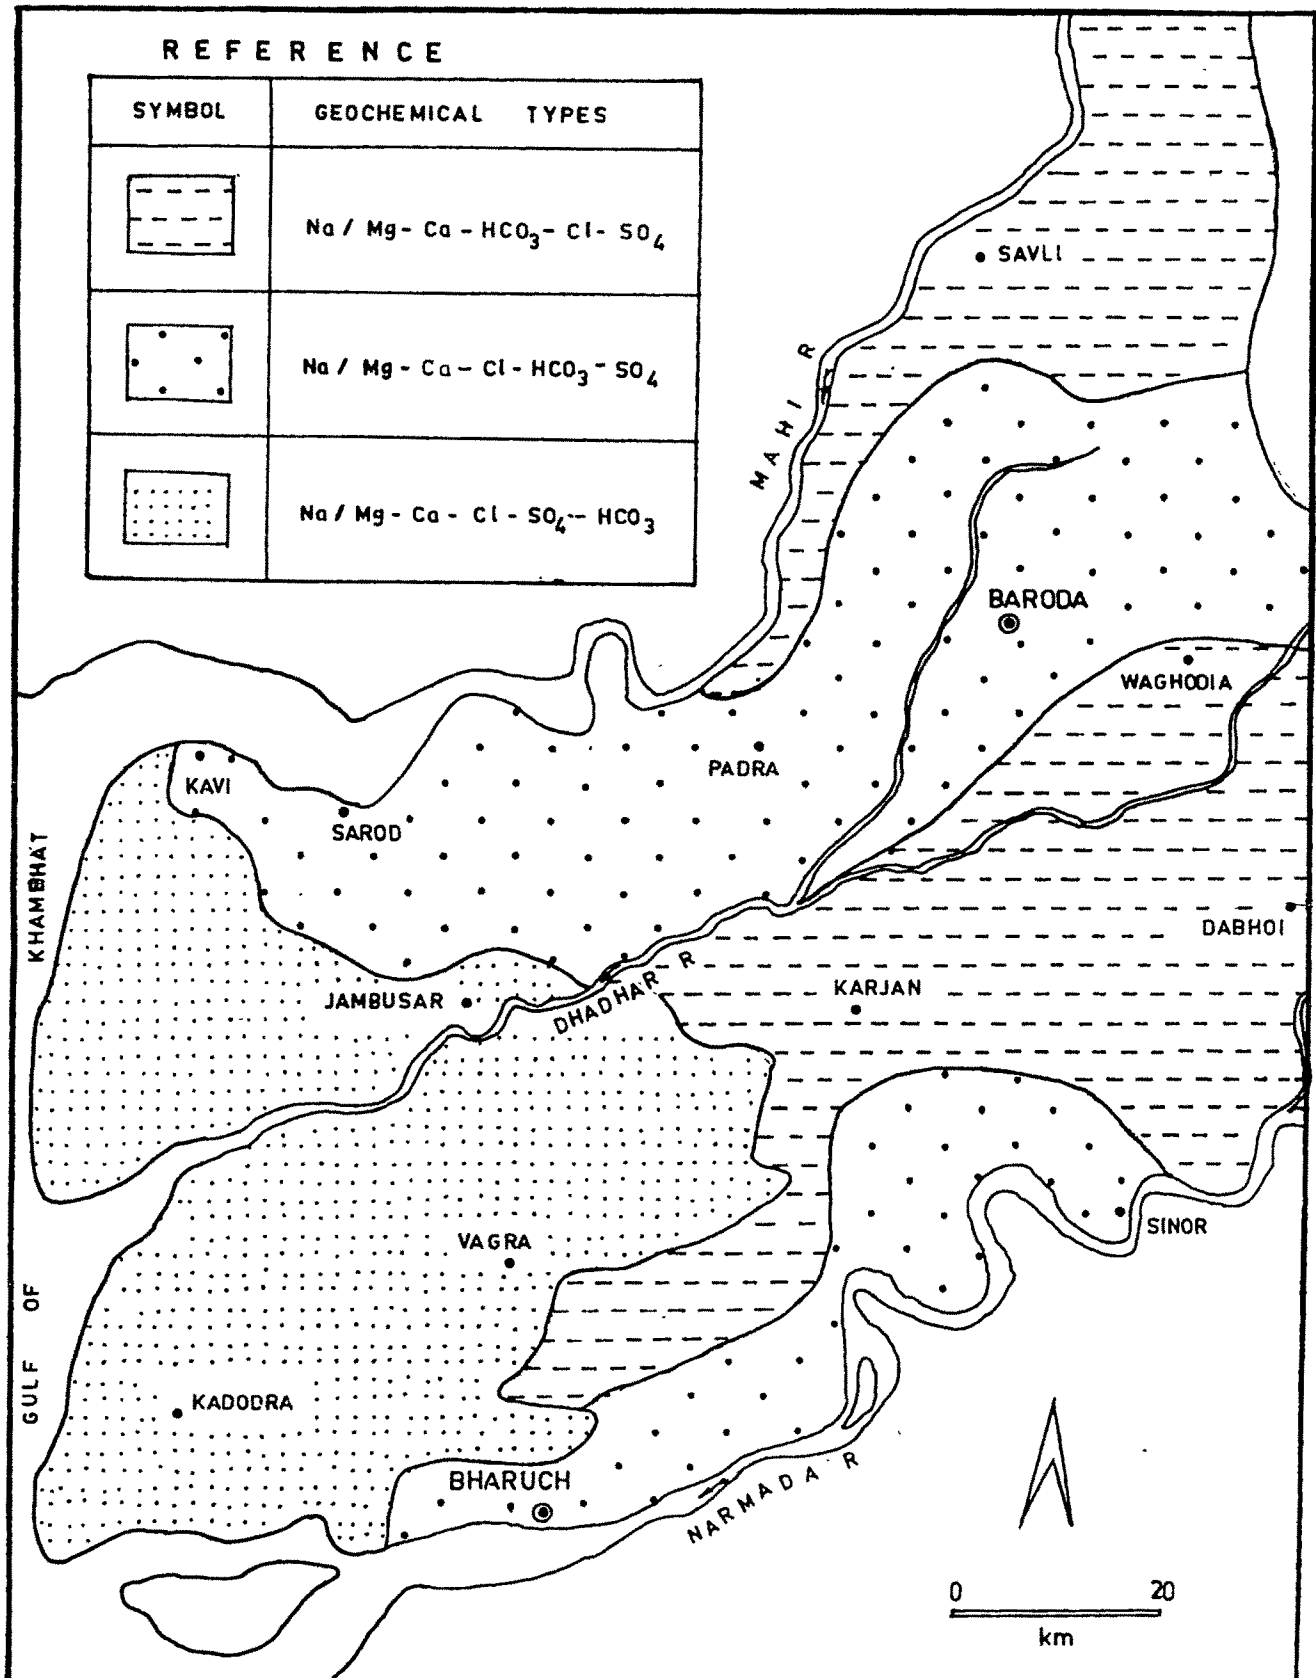 REFERENCE
SYMBOL GEOCHEMICAL TYPES
Na / Mg - Ca - HCO₃ - Cl - SO₄
Na / Mg - Ca - Cl - HCO₃ - SO₄
Na / Mg - Ca - Cl - SO₄ - HCO₃
SAVLI
MAHI R
BARODA
WAGHODIA
PADRA
KAVI
SAROD
KHAMBHAT
DABHOI
KARJAN
JAMBUSAR
DHADHAR R
SINOR
VAGRA
GULF OF
KADODRA
BHARUCH
NARMADA R
0 20
km